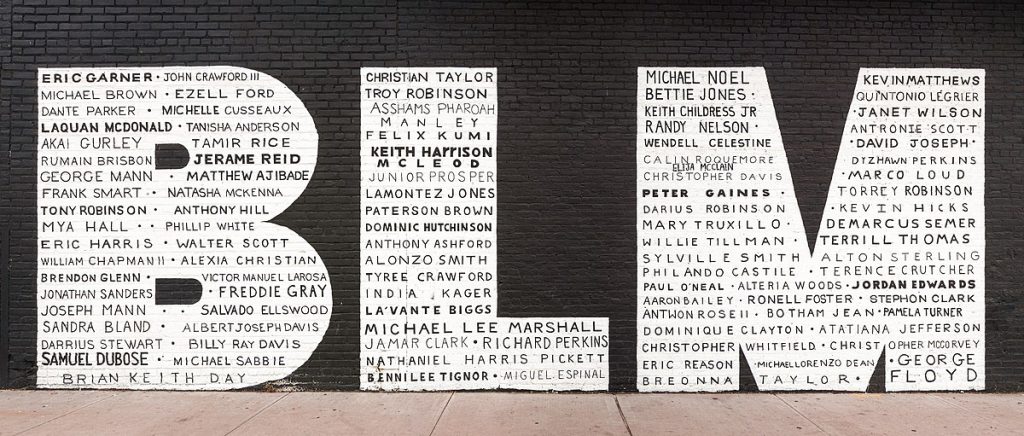 BLM
ERIC GARNER · JOHN CRAWFORD III
MICHAEL BROWN · EZELL FORD
DANTE PARKER · MICHELLE CUSSEAUX
LAQUAN MCDONALD · TANISHA ANDERSON
AKAI GURLEY · TAMIR RICE
RUMAIN BRISBON · JERAME REID
GEORGE MANN · MATTHEW AJIBADE
FRANK SMART · NATASHA MCKENNA
TONY ROBINSON · ANTHONY HILL
MYA HALL · PHILLIP WHITE
ERIC HARRIS · WALTER SCOTT
WILLIAM CHAPMAN II · ALEXIA CHRISTIAN
BRENDON GLENN · VICTOR MANUEL LAROSA
JONATHAN SANDERS · FREDDIE GRAY
JOSEPH MANN · SALVADO ELLSWOOD
SANDRA BLAND · ALBERT JOSEPH DAVIS
DARRIUS STEWART · BILLY RAY DAVIS
SAMUEL DUBOSE · MICHAEL SABBIE
BRIAN KEITH DAY
CHRISTIAN TAYLOR
TROY ROBINSON
ASSHAMS PHAROAH
MANLEY
FELIX KUMI
KEITH HARRISON
MCLEOD
JUNIOR PROSPER
LAMONTEZ JONES
PATERSON BROWN
DOMINIC HUTCHINSON
ANTHONY ASHFORD
ALONZO SMITH
TYREE CRAWFORD
INDIA KAGER
LA'VANTE BIGGS
MICHAEL LEE MARSHALL
JAMAR CLARK · RICHARD PERKINS
NATHANIEL HARRIS PICKETT
BENNI LEE TIGNOR · MIGUEL ESPINAL
MICHAEL NOEL
BETTIE JONES ·
KEITH CHILDRESS JR
RANDY NELSON ·
WENDELL CELESTINE
CALIN ROQUEMORE
ELIJA MCCLAIN
CHRISTOPHER DAVIS
PETER GAINES ·
KEVIN MATTHEWS
QUINTONIO LÉGRIER
· JANET WILSON
ANTRONIE SCOTT
· DAVID JOSEPH ·
DYZHAWN PERKINS
· MARCO LOUD
TORREY ROBINSON
DARIUS ROBINSON · KEVIN HICKS ·
MARY TRUXILLO · DEMARCUS SEMER
WILLIE TILLMAN · TERRILL THOMAS
SYLVILLE SMITH · ALTON STERLING
PHILANDO CASTILE · TERENCE CRUTCHER
PAUL O'NEAL · ALTERIA WOODS · JORDAN EDWARDS
AARON BAILEY · RONELL FOSTER · STEPHON CLARK
ANTWON ROSE II · BOTHAM JEAN · PAMELA TURNER
DOMINIQUE CLAYTON · ATATIANA JEFFERSON
CHRISTOPHER WHITFIELD · CHRISTOPHER MCCORVEY
ERIC REASON · MICHAEL LORENZO DEAN · GEORGE
BREONNA TAYLOR · FLOYD